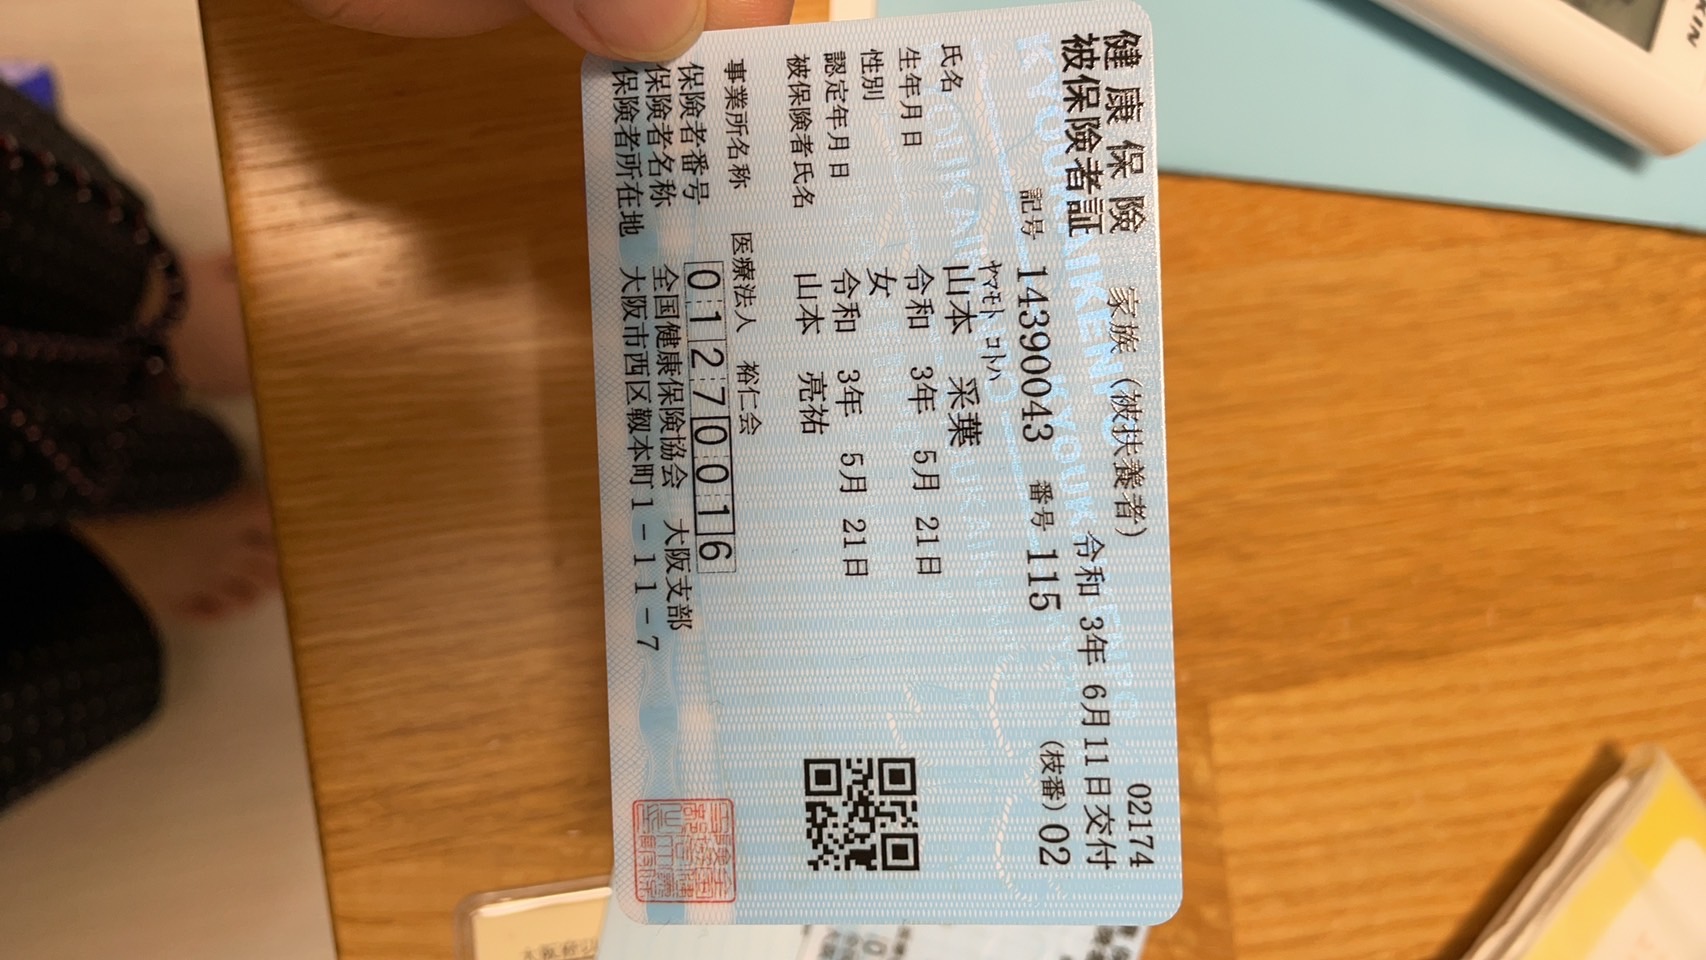 健康保険 家族(被扶養者) 02174
被保険者証 令和 3年 6月11日交付
記号 14390043 番号 115 (枝番) 02
ヤマモト コトハ
氏名 山本 采葉
生年月日 令和 3年 5月 21日
性別 女
認定年月日 令和 3年 5月 21日
被保険者氏名 山本 亮祐
事業所名称 医療法人 裕仁会
保険者番号 01270016
保険者名称 全国健康保険協会 大阪支部
保険者所在地 大阪市西区靱本町1-11-7